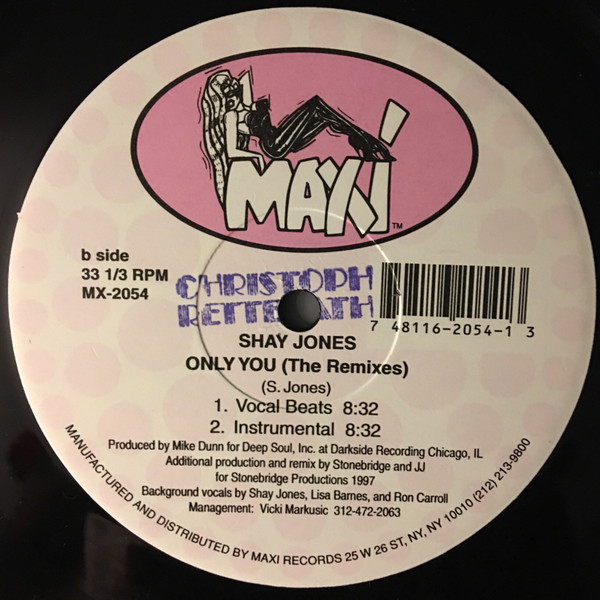 MAXI
TM
b side
33 1/3 RPM
MX-2054
CHRISTOPH
RETTERATH
7 48116-2054-1 3
SHAY JONES
ONLY YOU (The Remixes)
(S. Jones)
1. Vocal Beats 8:32
2. Instrumental 8:32
Produced by Mike Dunn for Deep Soul, Inc. at Darkside Recording Chicago, IL
Additional production and remix by Stonebridge and JJ
for Stonebridge Productions 1997
Background vocals by Shay Jones, Lisa Barnes, and Ron Carroll
Management: Vicki Markusic 312-472-2063
MANUFACTURED AND DISTRIBUTED BY MAXI RECORDS 25 W 26 ST, NY, NY 10010 (212) 213-9800